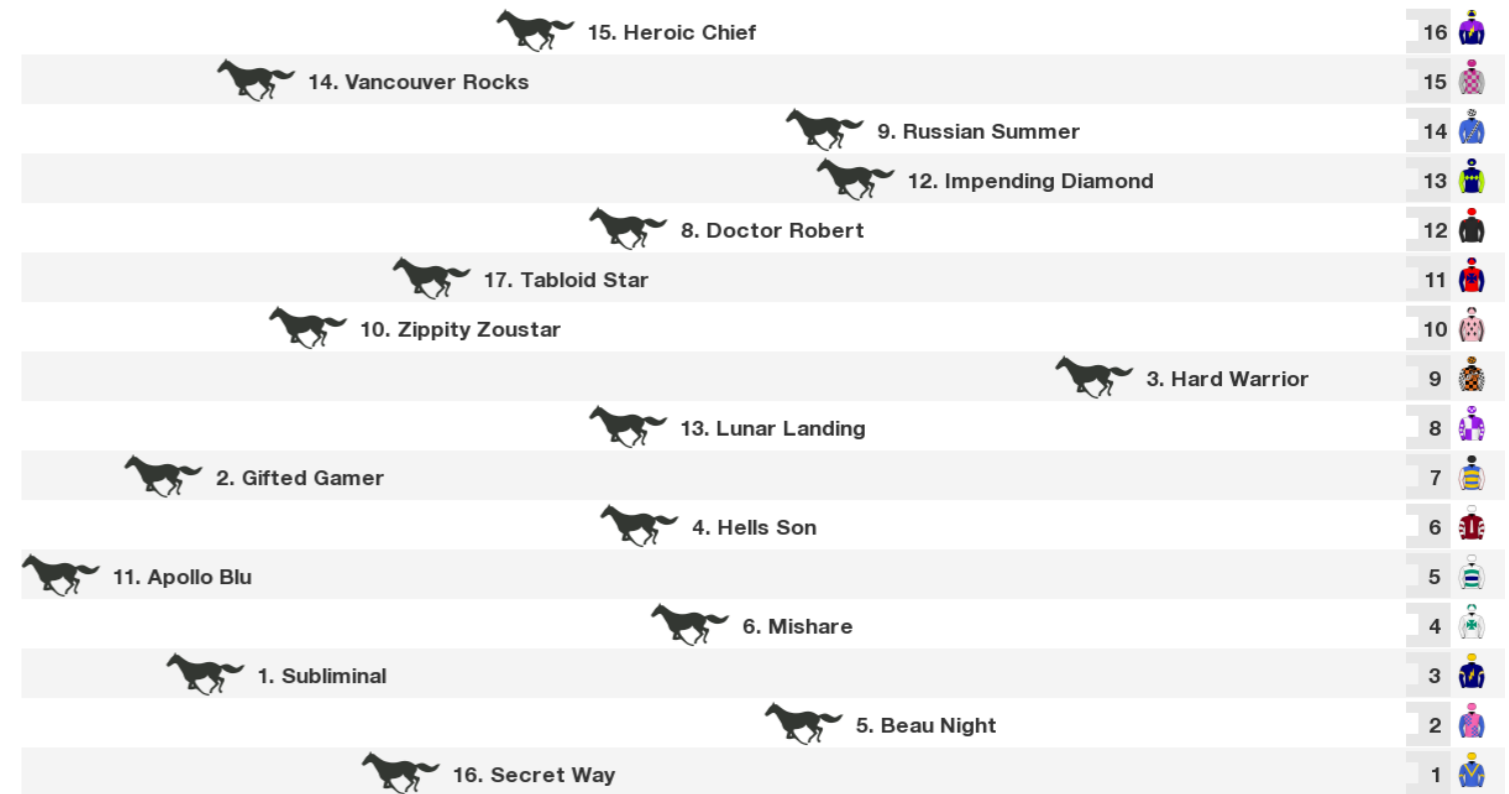 15. Heroic Chief 16
14. Vancouver Rocks 15
9. Russian Summer 14
12. Impending Diamond 13
8. Doctor Robert 12
17. Tabloid Star 11
10. Zippity Zoustar 10
3. Hard Warrior 9
13. Lunar Landing 8
2. Gifted Gamer 7
4. Hells Son 6
11. Apollo Blu 5
6. Mishare 4
1. Subliminal 3
5. Beau Night 2
16. Secret Way 1